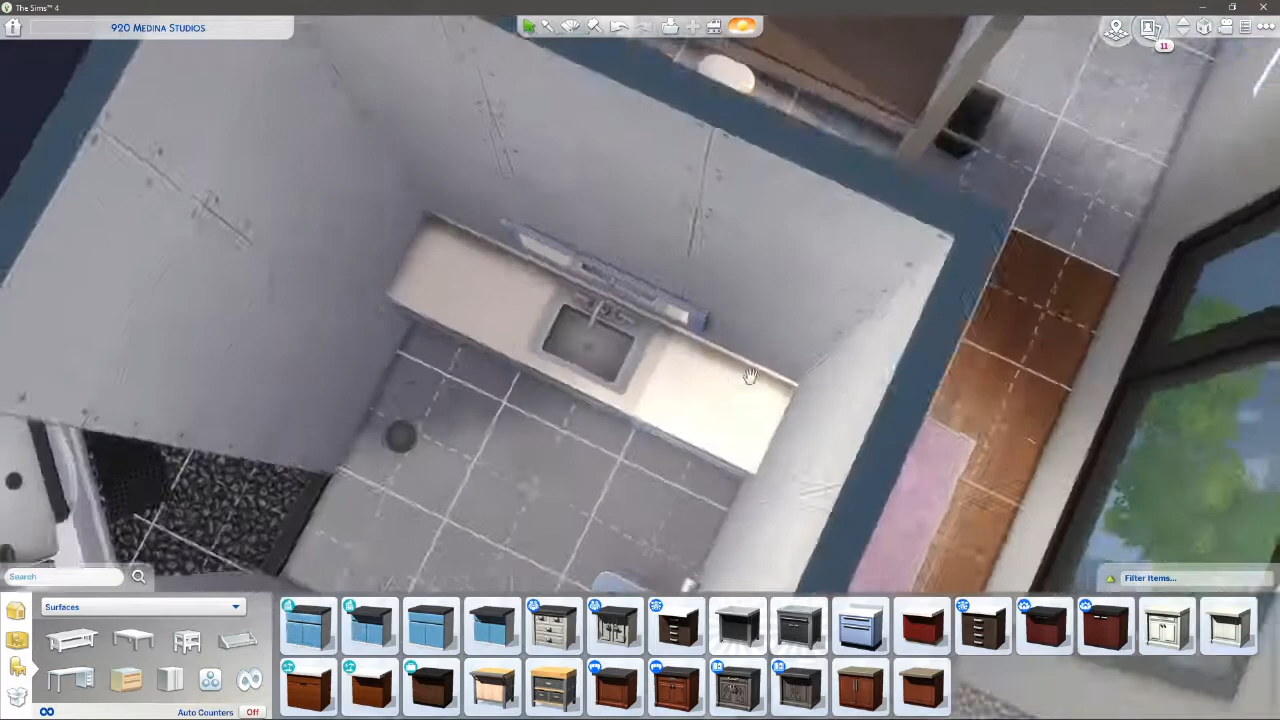 The Sims™ 4
920 Medina Studios
11
Search
Filter Items...
Surfaces
Auto Counters
Off